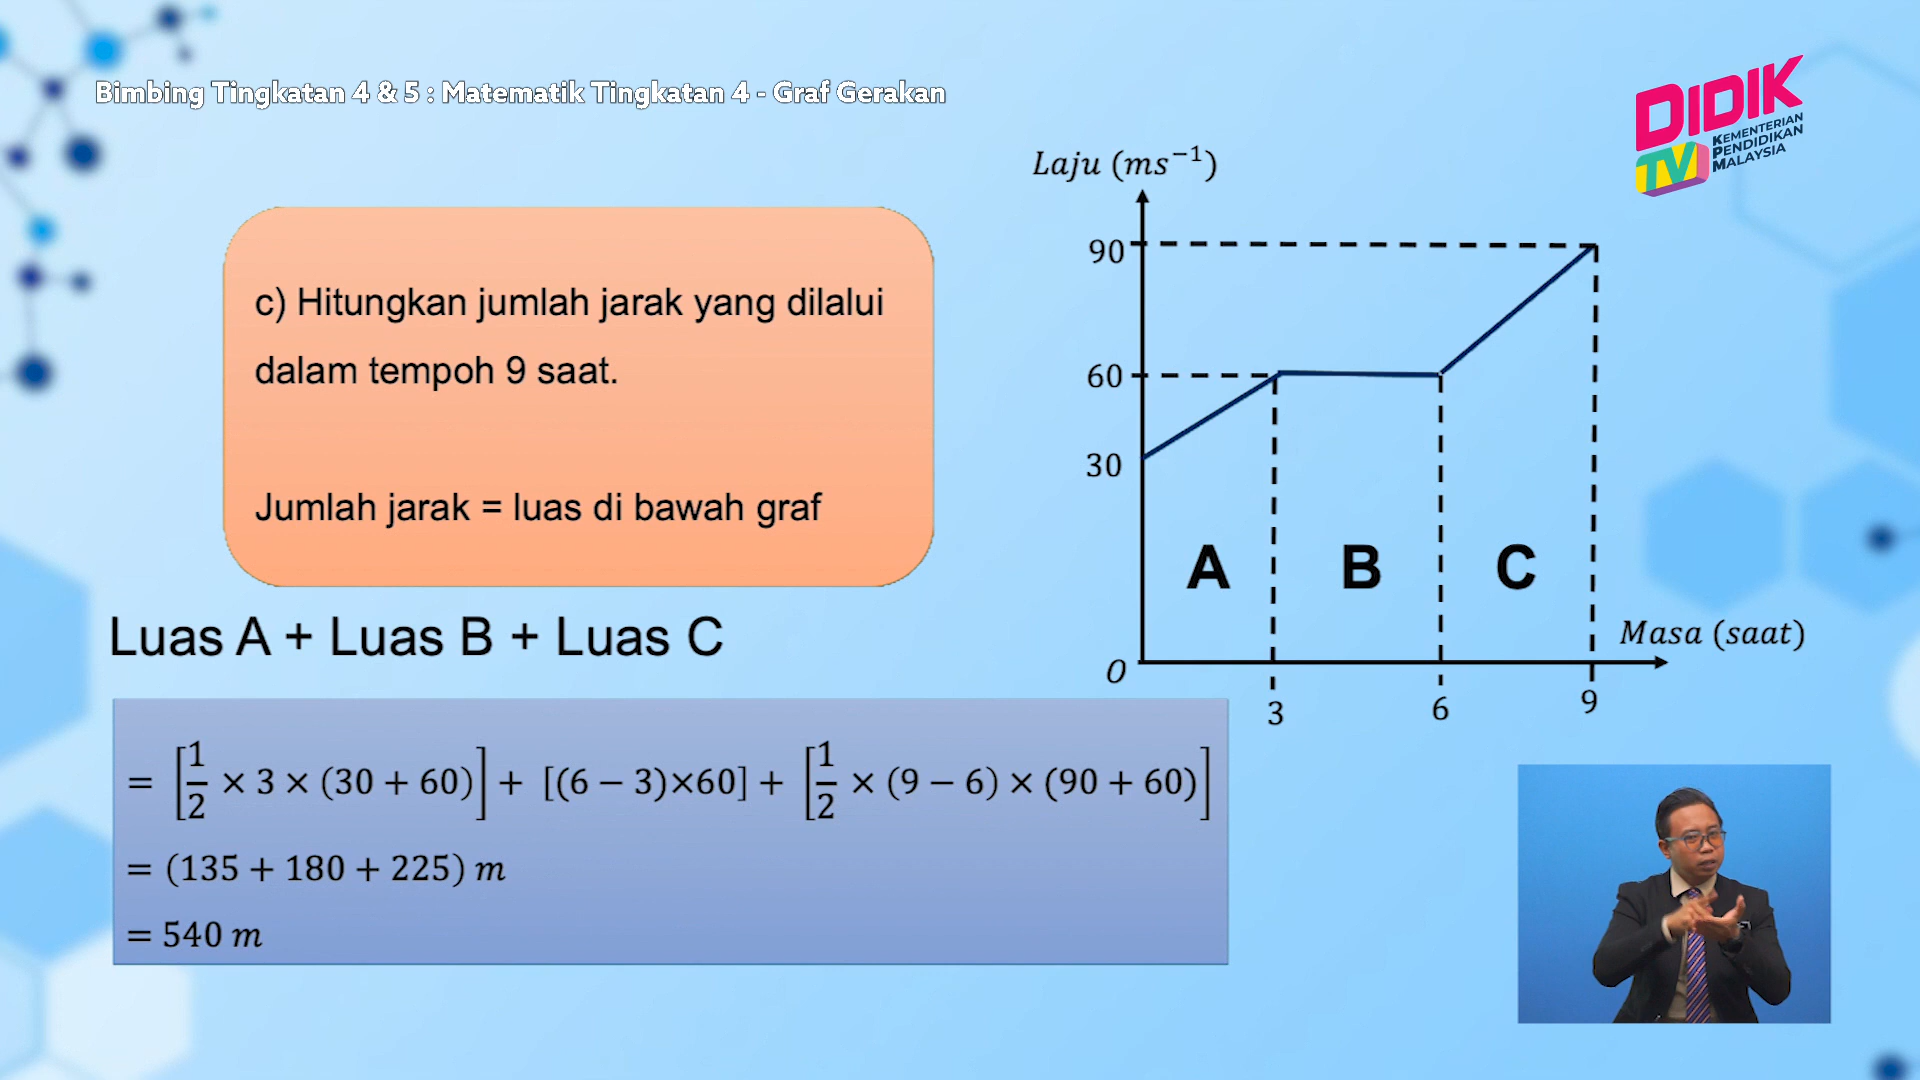 Bimbing Tingkatan 4 & 5 : Matematik Tingkatan 4 - Graf Gerakan
DIDIK
TV
KEMENTERIAN
PENDIDIKAN
MALAYSIA
c) Hitungkan jumlah jarak yang dilalui
dalam tempoh 9 saat.
Jumlah jarak = luas di bawah graf
Luas A + Luas B + Luas C
= [1/2 × 3 × (30 + 60)] + [(6 − 3)×60] + [1/2 × (9 − 6) × (90 + 60)]
= (135 + 180 + 225) m
= 540 m
Laju (ms⁻¹)
90
60
30
A B C
Masa (saat)
O
3 6 9